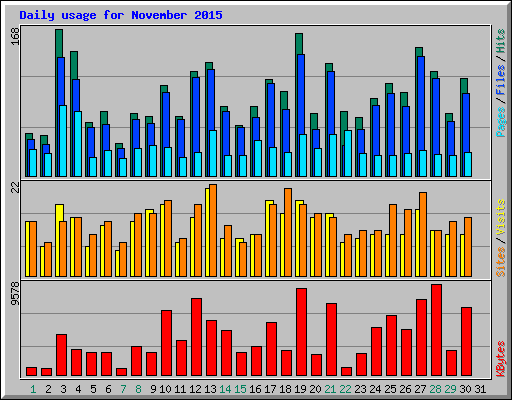 Daily usage for November 2015
168
Pages / Files / Hits
22
Sites / Visits
9578
KBytes
1 2 3 4 5 6 7 8 9 10 11 12 13 14 15 16 17 18 19 20 21 22 23 24 25 26 27 28 29 30 31